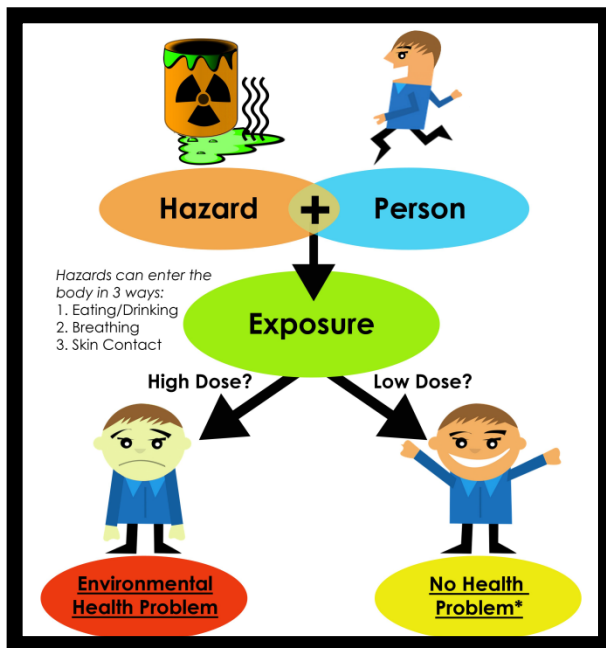 Hazard + Person
Hazards can enter the
body in 3 ways:
1. Eating/Drinking
2. Breathing
3. Skin Contact
Exposure
High Dose?
Low Dose?
Environmental
Health Problem
No Health
Problem*